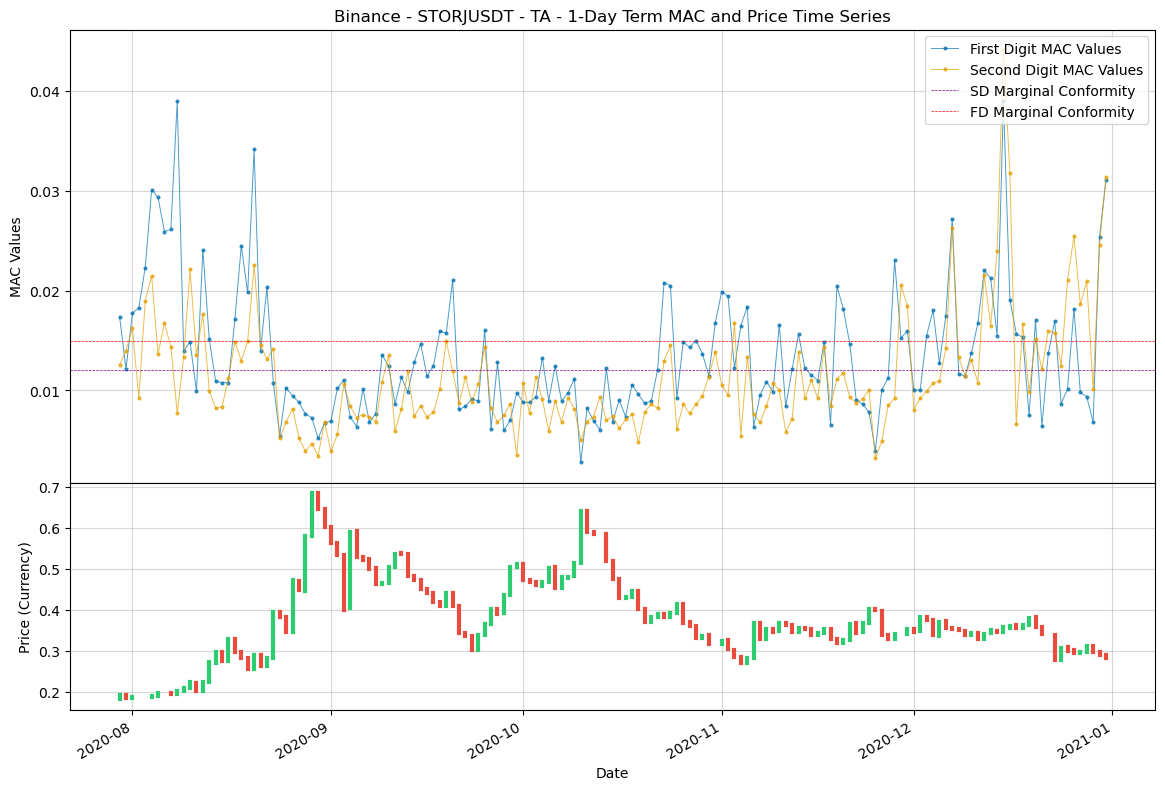 Binance - STORJUSDT - TA - 1-Day Term MAC and Price Time Series
First Digit MAC Values
Second Digit MAC Values
SD Marginal Conformity
FD Marginal Conformity
MAC Values
0.04
0.03
0.02
0.01
Price (Currency)
0.7
0.6
0.5
0.4
0.3
0.2
2020-08
2020-09
2020-10
2020-11
2020-12
2021-01
Date